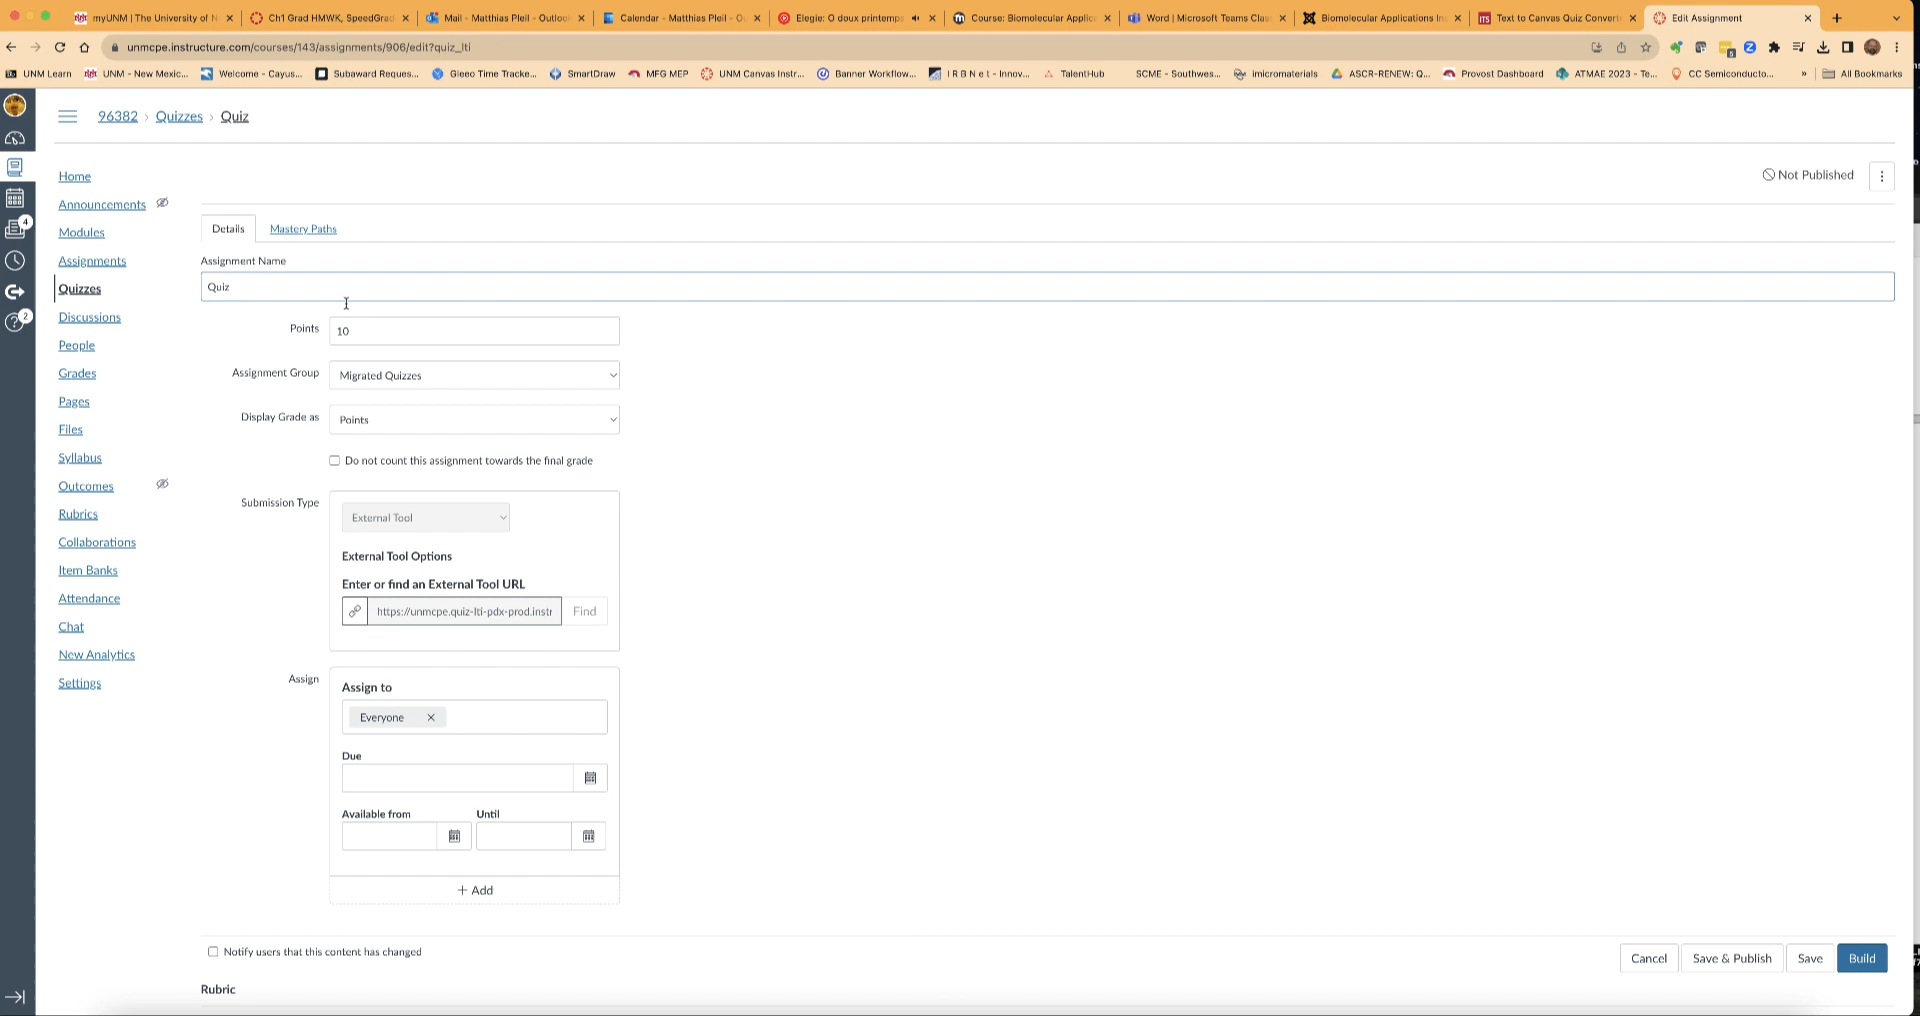 myUNM | The University of N
Ch1 Grad HMWK, SpeedGrad
Mail - Matthias Pleil - Outloo
Calendar - Matthias Pleil - O
Elegie: O doux printemps
Course: Biomolecular Applic
Word | Microsoft Teams Clas
Biomolecular Applications In
Text to Canvas Quiz Convert
Edit Assignment
unmcpe.instructure.com/courses/143/assignments/906/edit?quiz_lti
UNM Learn
UNM - New Mexic...
Welcome - Cayus...
Subaward Reques...
Gleeo Time Tracke...
SmartDraw
MFG MEP
UNM Canvas Instr...
Banner Workflow...
I R B N e t - Innov...
TalentHub
SCME - Southwes...
imicromaterials
ASCR-RENEW: Q...
Provost Dashboard
ATMAE 2023 - Te...
CC Semiconducto...
»
All Bookmarks
96382 › Quizzes › Quiz
Home
Not Published
Announcements
Modules
4
Details
Mastery Paths
Assignments
Assignment Name
Quizzes
Quiz
Discussions
2
Points
10
People
Grades
Assignment Group
Migrated Quizzes
Pages
Display Grade as
Points
Files
Syllabus
Do not count this assignment towards the final grade
Outcomes
Submission Type
Rubrics
External Tool
Collaborations
External Tool Options
Item Banks
Enter or find an External Tool URL
Attendance
https://unmcpe.quiz-lti-pdx-prod.instr
Find
Chat
New Analytics
Settings
Assign
Assign to
Everyone
Due
Available from
Until
+ Add
Notify users that this content has changed
Cancel
Save & Publish
Save
Build
Rubric